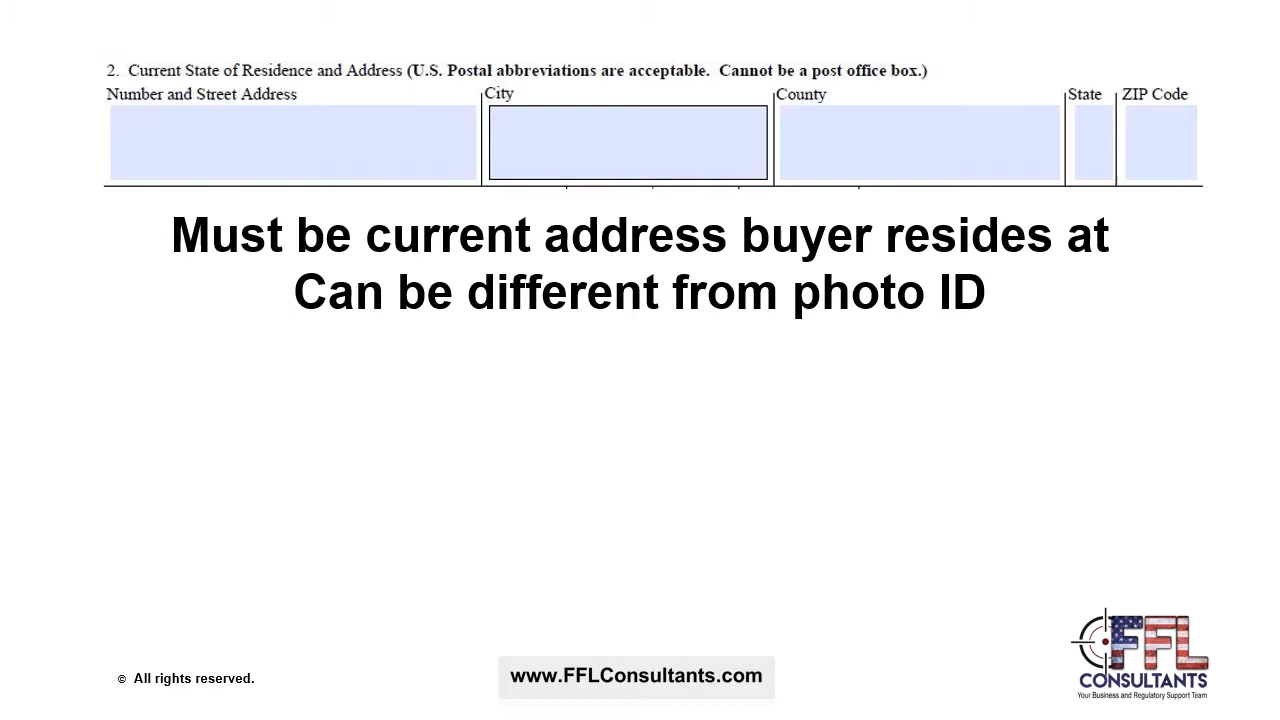 2. Current State of Residence and Address (U.S. Postal abbreviations are acceptable. Cannot be a post office box.)
Number and Street Address City County State ZIP Code
Must be current address buyer resides at
Can be different from photo ID
© All rights reserved.
www.FFLConsultants.com
FFL
CONSULTANTS
Your Business and Regulatory Support Team